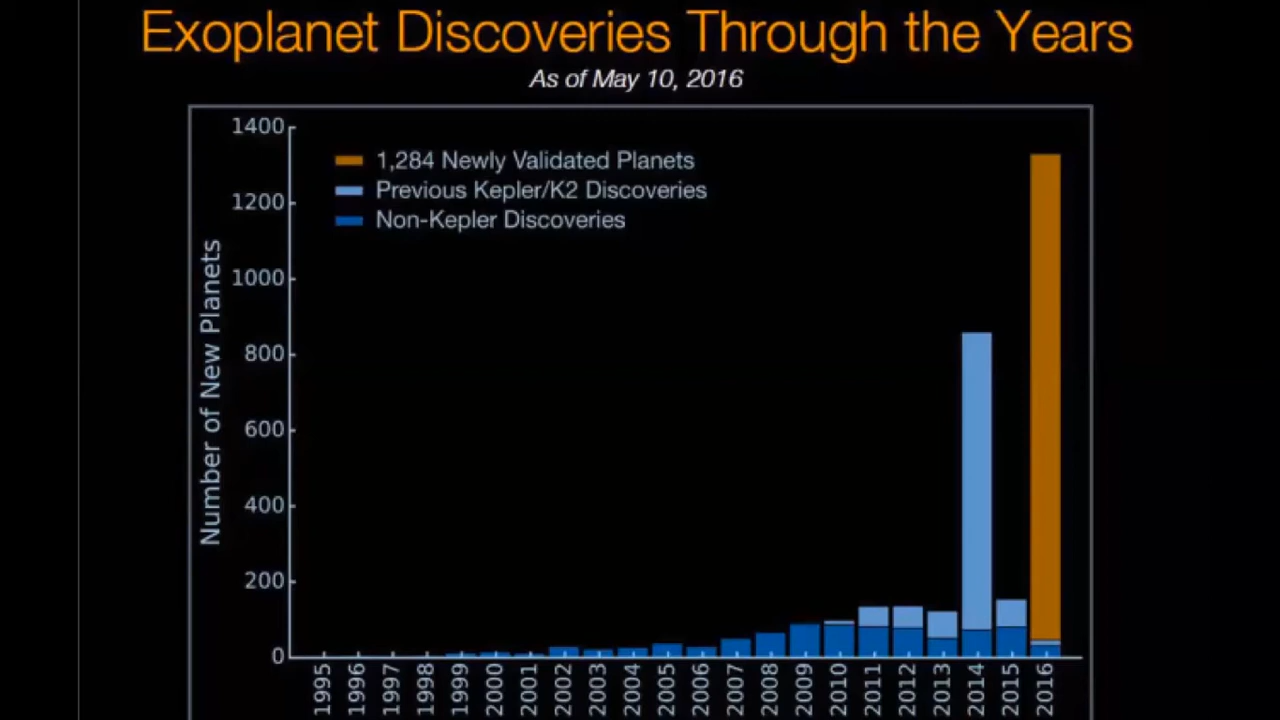 Exoplanet Discoveries Through the Years
As of May 10, 2016
1400
1,284 Newly Validated Planets
Previous Kepler/K2 Discoveries
1200
Non-Kepler Discoveries
Number of New Planets
1000
800
600
400
200
0
1995 1996 1997 1998 1999 2000 2001 2002 2003 2004 2005 2006 2007 2008 2009 2010 2011 2012 2013 2014 2015 2016